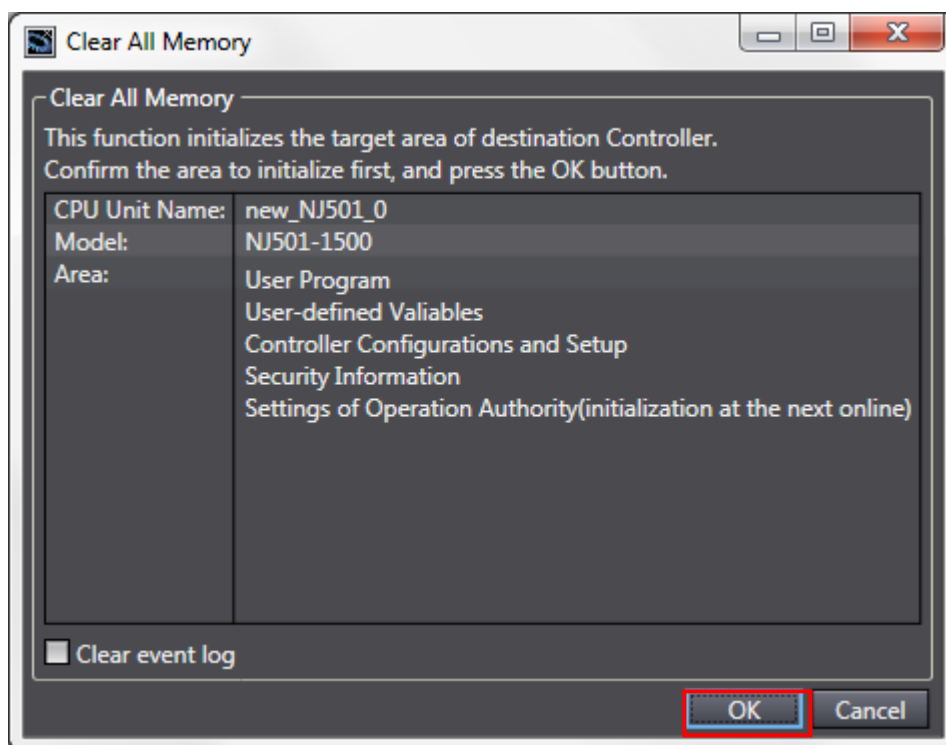 Clear All Memory
Clear All Memory
This function initializes the target area of destination Controller.
Confirm the area to initialize first, and press the OK button.
CPU Unit Name: new_NJ501_0
Model: NJ501-1500
Area: User Program
User-defined Valiables
Controller Configurations and Setup
Security Information
Settings of Operation Authority(initialization at the next online)
Clear event log
OK Cancel